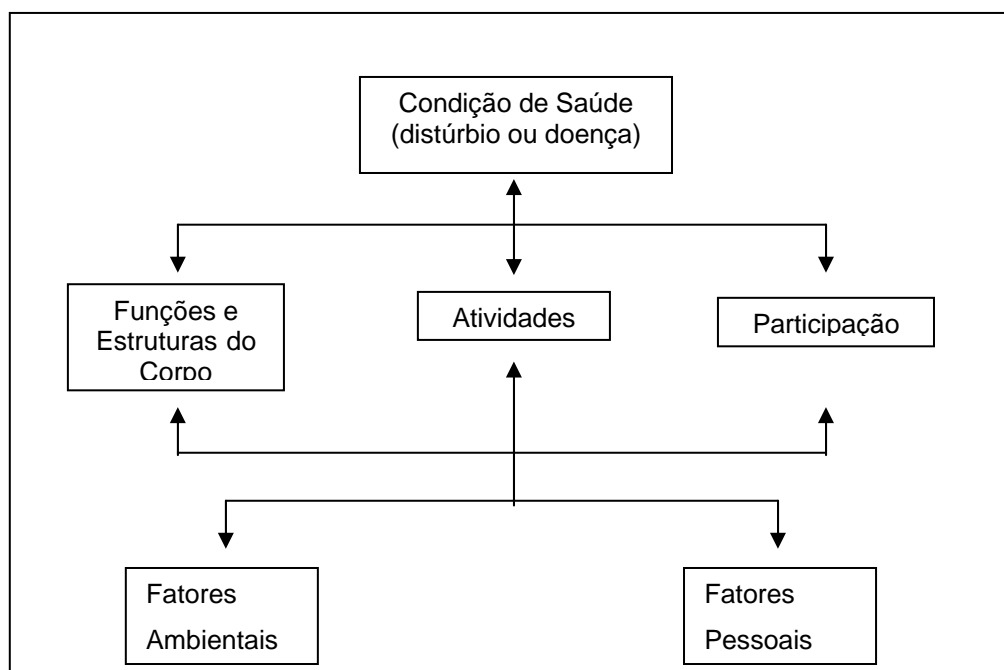 Condição de Saúde
(distúrbio ou doença)
Funções e
Estruturas do
Corpo
Atividades
Participação
Fatores
Ambientais
Fatores
Pessoais